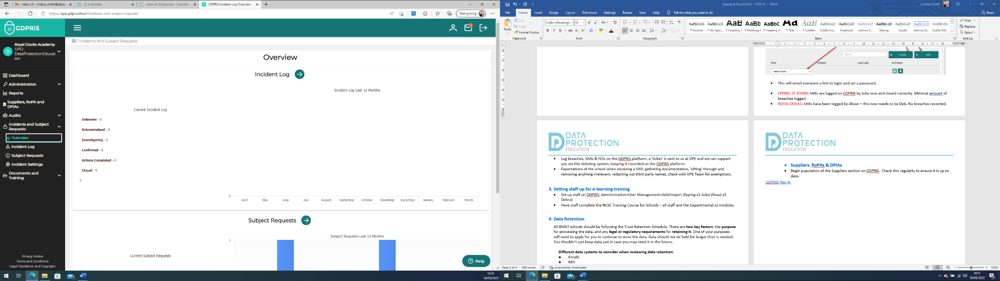 Inbox (1) - lindsey.smith@datap
SLA Activites
Learn to Enterprises - Calendar
GDPRiS Incident Log Overview
https://app.gdpr.school/incidents-and-subject-requests
Not syncing
GDPRiS
Royal Docks Academy
DPO
DataProtectionEducat
ion
Dashboard
Administration
Reports
Suppliers, RoPA and
DPIAs
Audits
Incidents and Subject
Requests
Overview
Incident Log
Subject Requests
Incident Settings
Documents and
Training
Privacy Notice
Terms and Conditions
Legal Disclaimer and Copyright
2
/ Incidents And Subject Requests
Overview
Incident Log
Incident Log Last 12 Months
Current Incident Log
Unknown - 0
Acknowledged - 0
Investigating - 0
Confirmed - 0
Actions Completed - 0
Closed - 0
0
0
April May June July August September October November December January February March
Subject Requests
Subject Requests Last 12 Months
1
Current Subject Requests
Help
14:31
16/03/2022
Epping & Royal Dock - 16.03.22 - Word
Lindsey Smith
File Home Insert Design Layout References Mailings Review View Help Tell me what you want to do
Share
Paste
Cut
Copy
Format Painter
Clipboard
Calibri (Headings) 12
Font
Paragraph
AaBbCcDc AaBbCcD AaB AaBb AaBbC Aa AaB AaBbCcD AaBbCcD AaBbCcD AaBbCcD AaBbCcD AaBbCcD AaBbCcD
¶ Normal ¶ No Spac... ¶ Heading 1 ¶ Heading 2 ¶ Heading 3 ¶ Title ¶ Subtitle Subtle Em... Emphasis Intense E... Strong Quote Intense Q... Subtle Ref...
Styles
Find
Replace
Select
Editing
Search...
Import
Add
Role Created Last Login Activated
Select Role
• This will email everyone a link to login and set a password.
• EPPING ST JOHNS: SARs are logged on GDPRiS by Julia now and closed correctly. Minimal amount of
breaches logged.
• ROYAL DOCKS: SARs have been logged by Alison – this now needs to be Deb. No breaches recorded.
DATA
PROTECTION
EDUCATION
• Log breaches, SARs & FOIs on the GDPRiS platform, a ‘ticket’ is sent to us at DPE and we can support
you via this ticketing system, keeping it recorded on the GDPRiS platform.
• Expectations of the school when receiving a SAR: gathering documentation, ‘sifting’ through and
removing anything irrelevant, redacting out third party names, check with DPE Team for exemptions.
3. Setting staff up for e-learning training
• Set up staff on GDPRiS, Administration>User Management>Add/Import (Epping x1 Julia) (Royal x1
Debra)
• Have staff complete the NCSC Training Course for Schools – all staff and the Departmental x2 modules
4. Data Retention
All BMAT schools should be following the Trust Retention Schedule. There are two key factors: the purpose
for processing the data, and any legal or regulatory requirements for retaining it. One of your purposes
will need to apply for you to continue to store the data. Data should not be held for longer than is needed.
You shouldn’t just keep data just in case you may need it in the future.
Different data systems to consider when reviewing data retention:
• Emails
• MIS
DATA
PROTECTION
EDUCATION
• Suppliers, RoPAs & DPIAs
• Begin population of the Suppliers section on GDPRiS. Check this regularly to ensure it is up to
date.
GDPRiS Sign In
Page 2 of 4 629 words Accessibility: Investigate
100%
14:31
16/03/2022